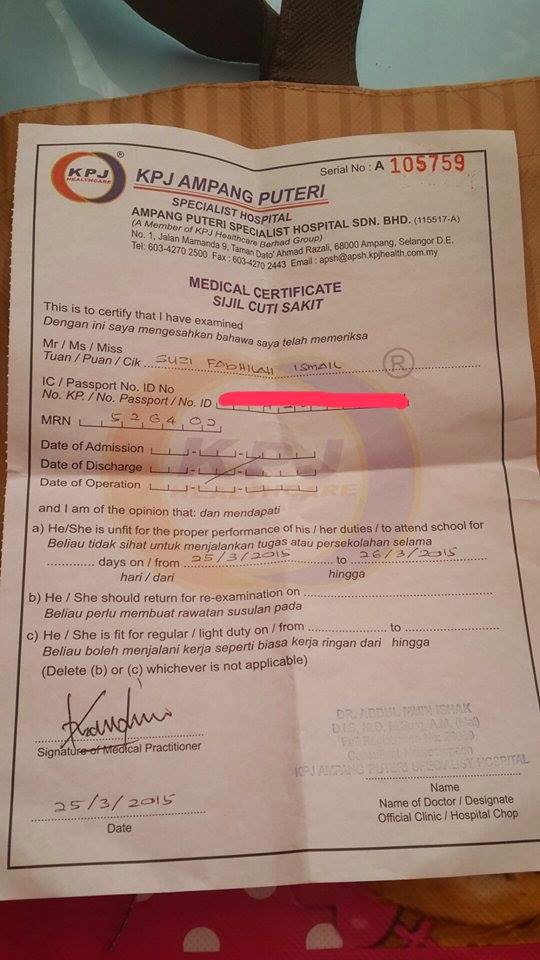 KPJ
HEALTHCARE
®
Serial No : A 105759
KPJ AMPANG PUTERI
SPECIALIST HOSPITAL
AMPANG PUTERI SPECIALIST HOSPITAL SDN. BHD. (115517-A)
(A Member of KPJ Healthcare Berhad Group)
No. 1, Jalan Mamanda 9, Taman Dato' Ahmad Razali, 68000 Ampang, Selangor D.E.
Tel: 603-4270 2500 Fax : 603-4270 2443 Email : apsh@apsh.kpjhealth.com.my
MEDICAL CERTIFICATE
SIJIL CUTI SAKIT
This is to certify that I have examined
Dengan ini saya mengesahkan bahawa saya telah memeriksa
Mr / Ms / Miss
Tuan / Puan / Cik SUZI FADHILAH ISMAIL
IC / Passport No. ID No
No. KP. / No. Passport / No. ID
MRN 526402
Date of Admission
Date of Discharge
Date of Operation
and I am of the opinion that: dan mendapati
a) He/She is unfit for the proper performance of his / her duties / to attend school for
Beliau tidak sihat untuk menjalankan tugas atau persekolahan selama
............ days on / from 25/3/2015 to 26/3/2015
hari / dari hingga
b) He / She should return for re-examination on
Beliau perlu membuat rawatan susulan pada
c) He / She is fit for regular / light duty on / from ............ to ............
Beliau boleh menjalani kerja seperti biasa kerja ringan dari hingga
(Delete (b) or (c) whichever is not applicable)
Signature of Medical Practitioner
DR. ABDUL ISHAK
KPJ AMPANG PUTERI SPECIALIST HOSPITAL
25/3/2015
Date
Name
Name of Doctor / Designate
Official Clinic / Hospital Chop